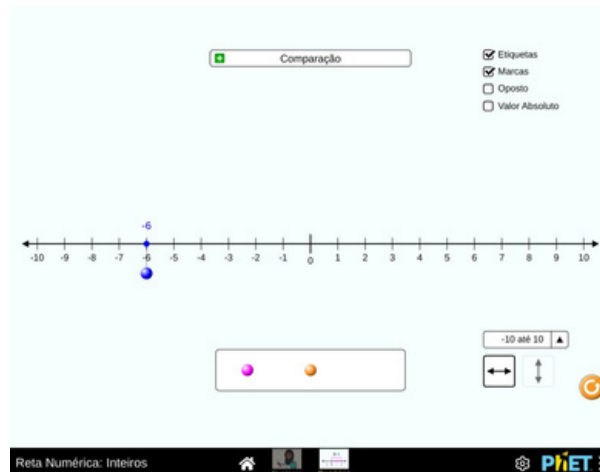 Comparação
Etiquetas
Marcas
Oposto
Valor Absoluto
-6
-10 -9 -8 -7 -6 -5 -4 -3 -2 -1 0 1 2 3 4 5 6 7 8 9 10
-10 até 10
Reta Numérica: Inteiros
PhET